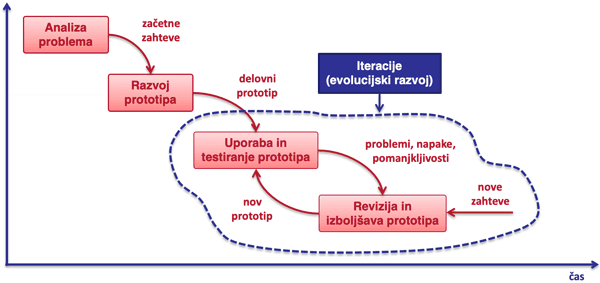 Analiza
problema
začetne
zahteve
Razvoj
prototipa
delovni
prototip
Iteracije
(evolucijski razvoj)
Uporaba in
testiranje prototipa
problemi, napake,
pomanjkljivosti
nov
prototip
Revizija in
izboljšava prototipa
nove
zahteve
čas